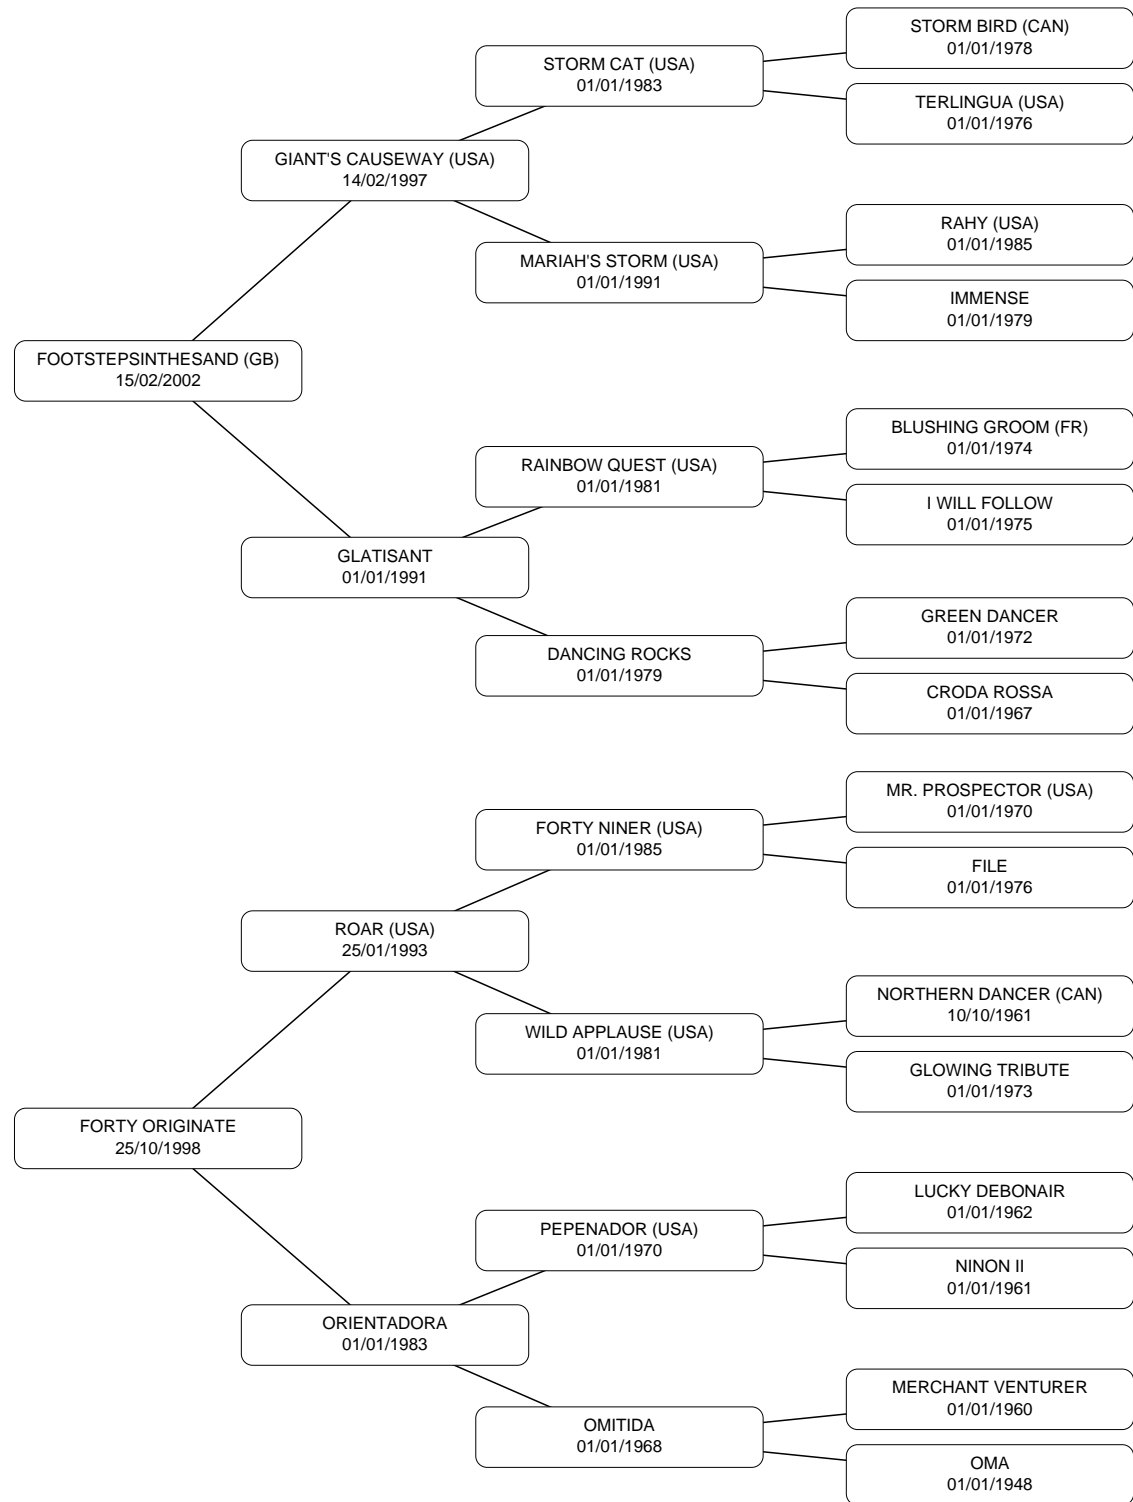 STORM BIRD (CAN)
01/01/1978
STORM CAT (USA)
01/01/1983
TERLINGUA (USA)
01/01/1976
GIANT'S CAUSEWAY (USA)
14/02/1997
RAHY (USA)
01/01/1985
MARIAH'S STORM (USA)
01/01/1991
IMMENSE
01/01/1979
FOOTSTEPSINTHESAND (GB)
15/02/2002
BLUSHING GROOM (FR)
01/01/1974
RAINBOW QUEST (USA)
01/01/1981
I WILL FOLLOW
01/01/1975
GLATISANT
01/01/1991
GREEN DANCER
01/01/1972
DANCING ROCKS
01/01/1979
CRODA ROSSA
01/01/1967
MR. PROSPECTOR (USA)
01/01/1970
FORTY NINER (USA)
01/01/1985
FILE
01/01/1976
ROAR (USA)
25/01/1993
NORTHERN DANCER (CAN)
10/10/1961
WILD APPLAUSE (USA)
01/01/1981
GLOWING TRIBUTE
01/01/1973
FORTY ORIGINATE
25/10/1998
LUCKY DEBONAIR
01/01/1962
PEPENADOR (USA)
01/01/1970
NINON II
01/01/1961
ORIENTADORA
01/01/1983
MERCHANT VENTURER
01/01/1960
OMITIDA
01/01/1968
OMA
01/01/1948